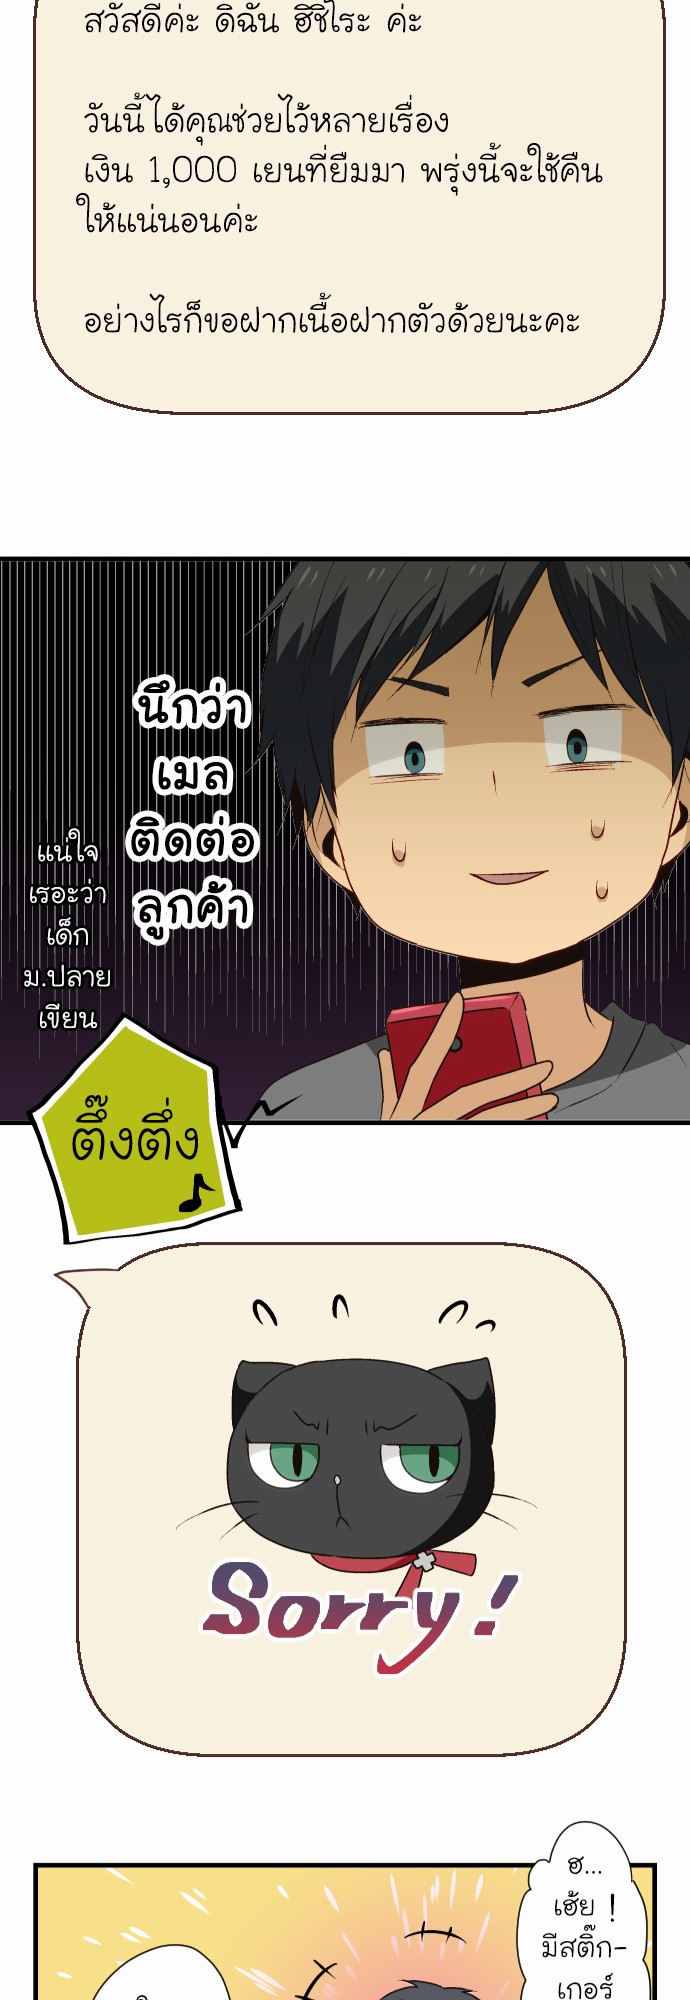 สวัสดีค่ะ ดิฉัน ฮิชิโระ ค่ะ
วันนี้ได้คุณช่วยไว้หลายเรื่อง
เงิน 1,000 เยนที่ยืมมา พรุ่งนี้จะใช้คืน
ให้แน่นอนค่ะ
อย่างไรก็ขอฝากเนื้อฝากตัวด้วยนะคะ
นึกว่า
เมล
ติดต่อ
ลูกค้า
แน่ใจ
เรอะว่า
เด็ก
ม.ปลาย
เขียน
ตึ๊งตึ่ง
Sorry!
ฮ...
เฮ้ย !
มีสติ๊ก-
เกอร์